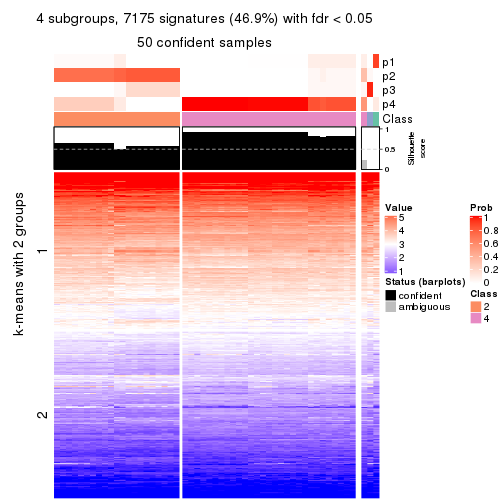 4 subgroups, 7175 signatures (46.9%) with fdr < 0.05
50 confident samples
p1
p2
p3
p4
Class
1
0.5
0
Silhouette
score
k-means with 2 groups
1
2
Value
5
4
3
2
1
Status (barplots)
confident
ambiguous
Prob
1
0.8
0.6
0.4
0.2
0
Class
2
4